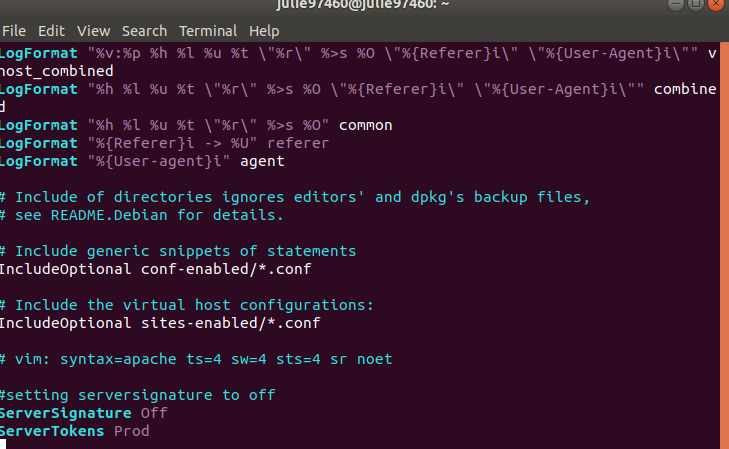 julie97460@julie97460: ~
File Edit View Search Terminal Help
LogFormat "%v:%p %h %l %u %t \"%r\" %>s %O \"%{Referer}i\" \"%{User-Agent}i\"" v
host_combined
LogFormat "%h %l %u %t \"%r\" %>s %O \"%{Referer}i\" \"%{User-Agent}i\"" combine
d
LogFormat "%h %l %u %t \"%r\" %>s %O" common
LogFormat "%{Referer}i -> %U" referer
LogFormat "%{User-agent}i" agent
# Include of directories ignores editors' and dpkg's backup files,
# see README.Debian for details.
# Include generic snippets of statements
IncludeOptional conf-enabled/*.conf
# Include the virtual host configurations:
IncludeOptional sites-enabled/*.conf
# vim: syntax=apache ts=4 sw=4 sts=4 sr noet
#setting serversignature to off
ServerSignature Off
ServerTokens Prod